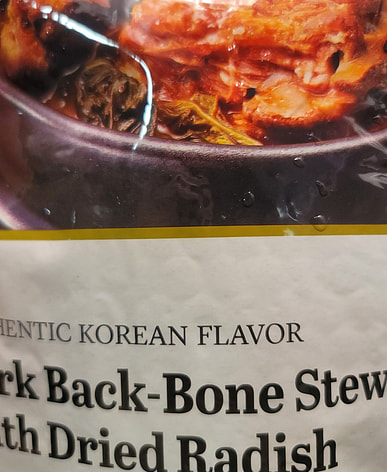 HENTIC KOREAN FLAVOR
rk Back-Bone Stew
th Dried Radish